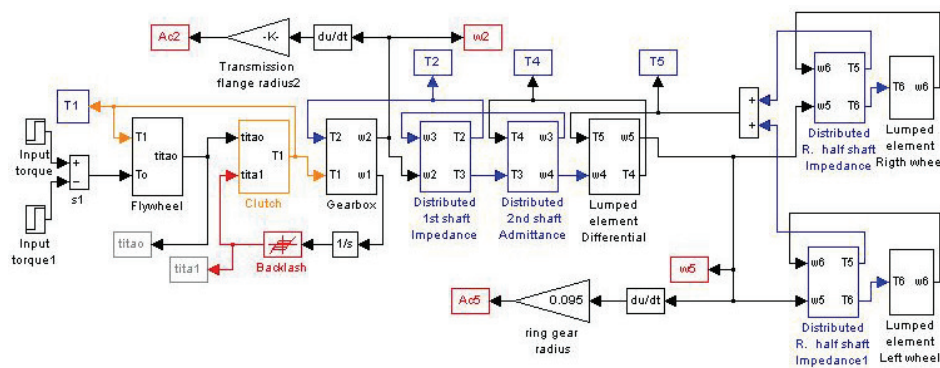 Ac2
-K-
du/dt
w2
Transmission
flange radius2
T2
T4
T5
T1
Input
torque
+
−
s1
Input
torque1
T1
To
titao
Flywheel
titao
tita1
T1
Clutch
titao
tita1
Backlash
1/s
T2
T1
w2
w1
Gearbox
w3
w2
T2
T3
Distributed
1st shaft
Impedance
T4
T3
w3
w4
Distributed
2nd shaft
Admittance
T5
w4
w5
T4
Lumped
element
Differential
+
+
w6
w5
T5
T6
Distributed
R. half shaft
Impedance
T6
w6
Lumped
element
Rigth wheel
Ac5
0.095
ring gear
radius
du/dt
w5
w6
w5
T5
T6
Distributed
R. half shaft
Impedance1
T6
w6
Lumped
element
Left wheel